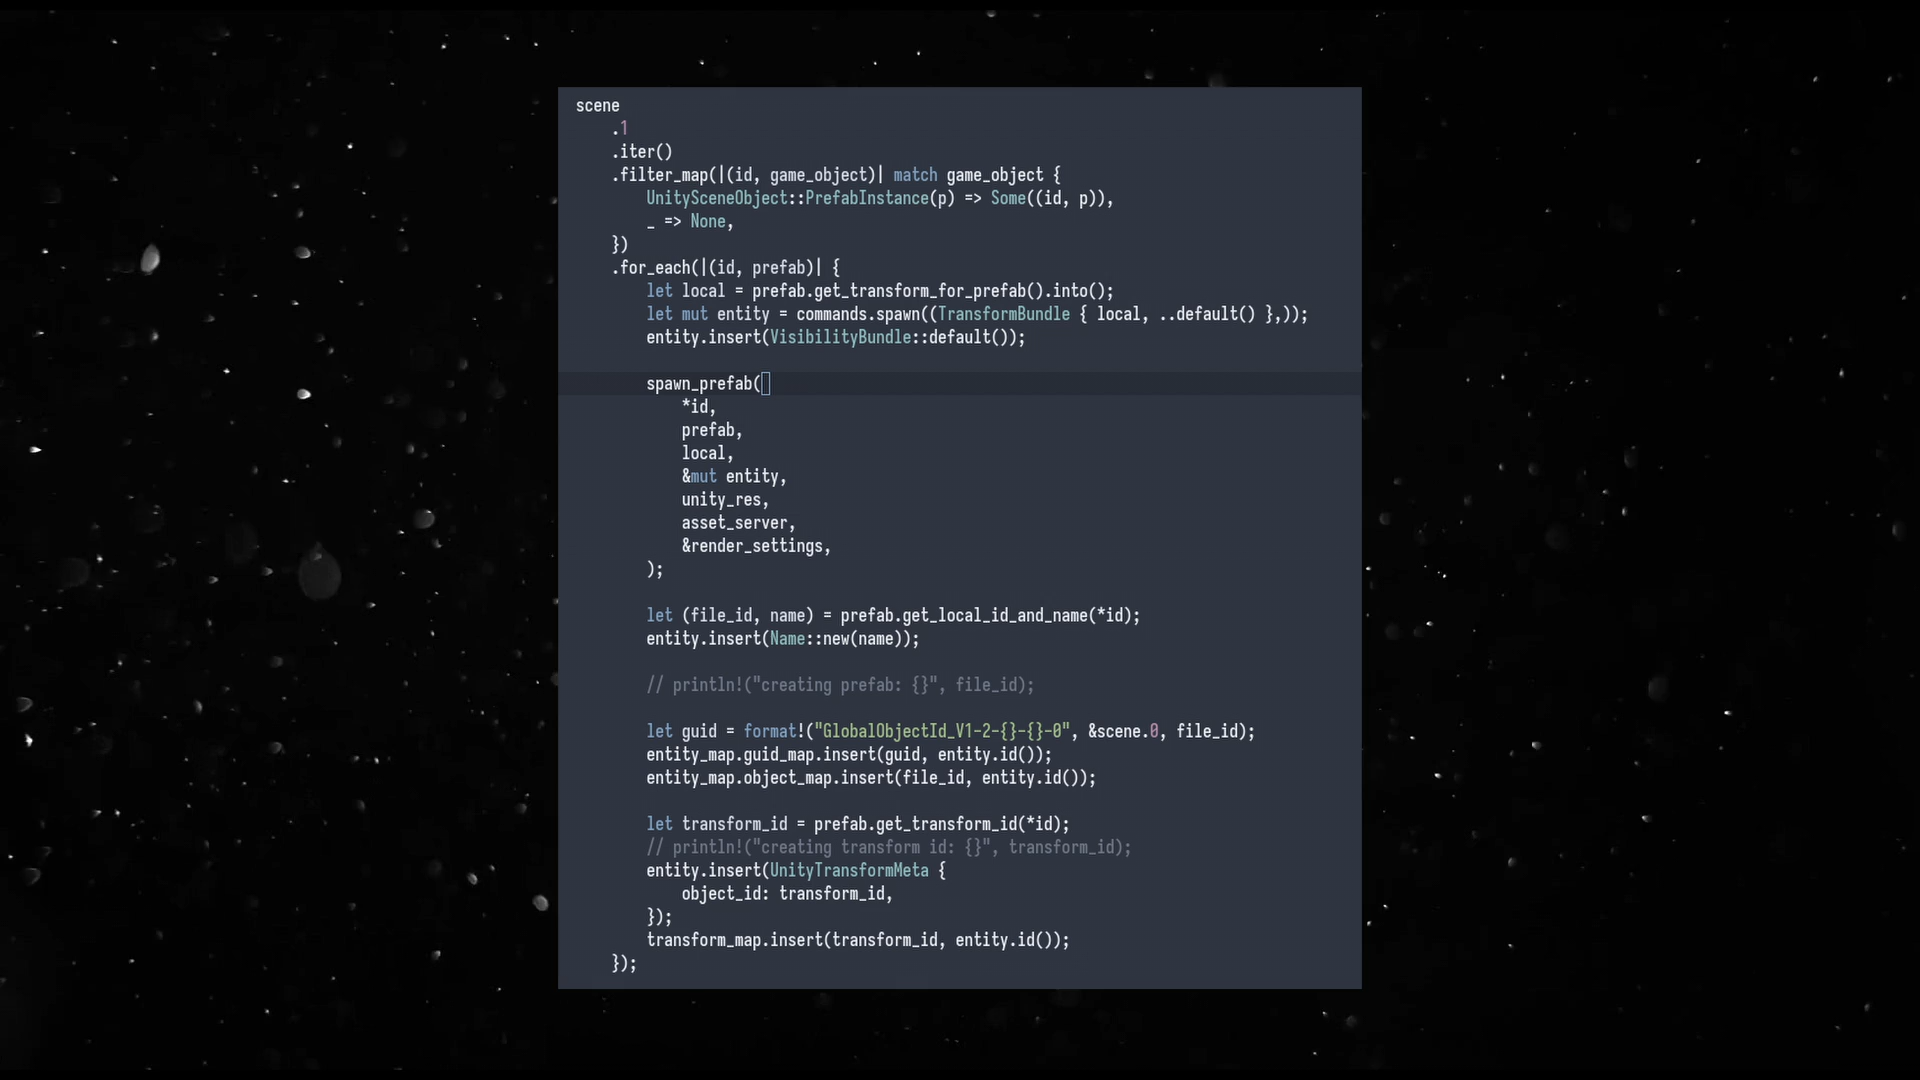 scene
    .1
    .iter()
    .filter_map(|(id, game_object)| match game_object {
        UnitySceneObject::PrefabInstance(p) => Some((id, p)),
        _ => None,
    })
    .for_each(|(id, prefab)| {
        let local = prefab.get_transform_for_prefab().into();
        let mut entity = commands.spawn((TransformBundle { local, ..default() },));
        entity.insert(VisibilityBundle::default());

        spawn_prefab(
            *id,
            prefab,
            local,
            &mut entity,
            unity_res,
            asset_server,
            &render_settings,
        );

        let (file_id, name) = prefab.get_local_id_and_name(*id);
        entity.insert(Name::new(name));

        // println!("creating prefab: {}", file_id);

        let guid = format!("GlobalObjectId_V1-2-{}-{}-0", &scene.0, file_id);
        entity_map.guid_map.insert(guid, entity.id());
        entity_map.object_map.insert(file_id, entity.id());

        let transform_id = prefab.get_transform_id(*id);
        // println!("creating transform id: {}", transform_id);
        entity.insert(UnityTransformMeta {
            object_id: transform_id,
        });
        transform_map.insert(transform_id, entity.id());
    });